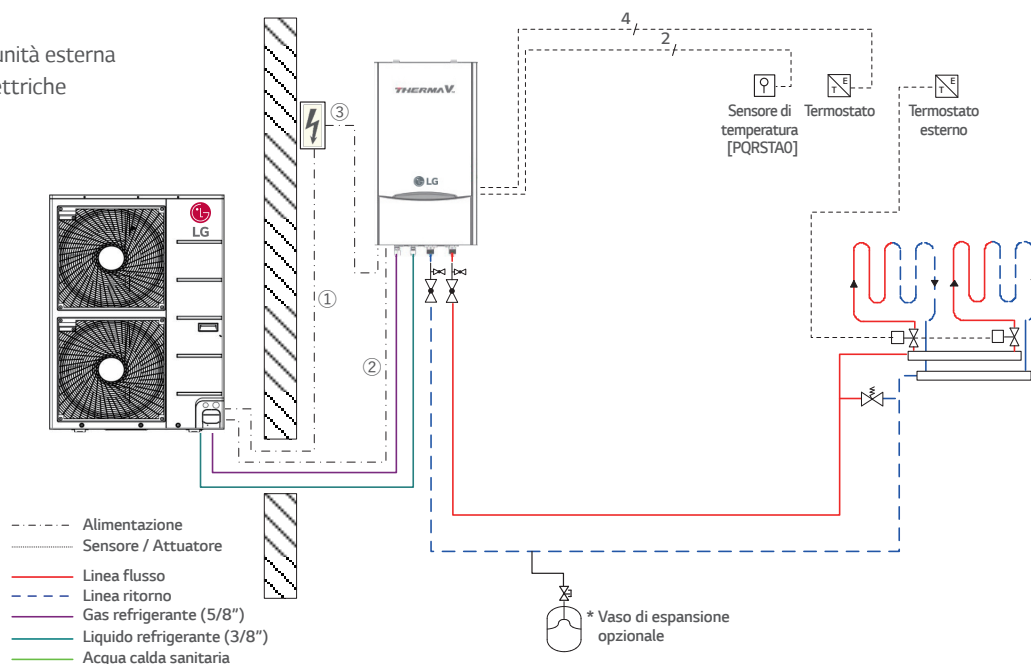 unità esterna
ettriche
4
2
③
THERMAV.
LG
Sensore di
temperatura
[PQRSTA0]
T E
Termostato
T E
Termostato
esterno
LG
①
②
Alimentazione
Sensore / Attuatore
Linea flusso
Linea ritorno
Gas refrigerante (5/8")
Liquido refrigerante (3/8")
Acqua calda sanitaria
* Vaso di espansione
opzionale